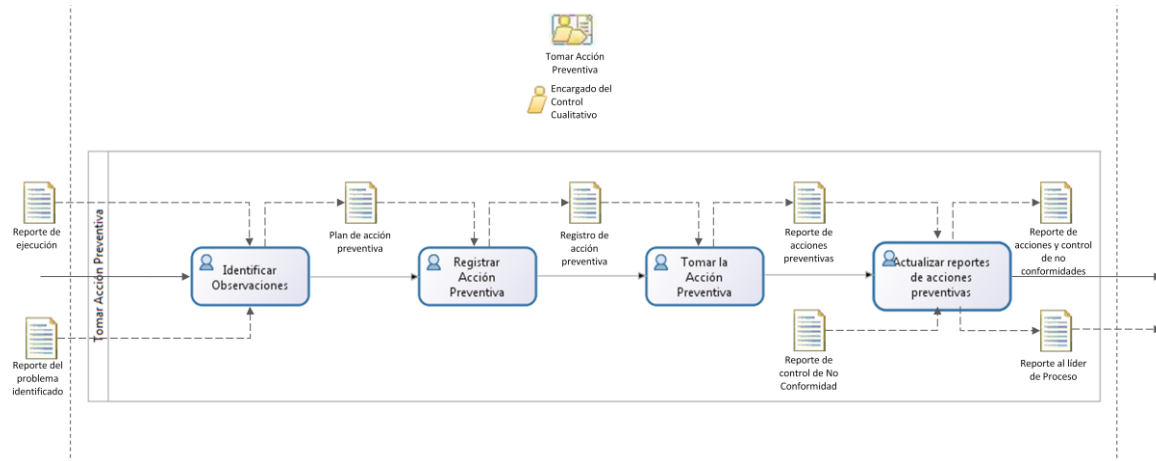 Tomar Acción
Preventiva
Encargado del
Control
Cualitativo
Tomar Acción Preventiva
Reporte de
ejecución
Plan de acción
preventiva
Registro de
acción
preventiva
Reporte de
acciones
preventivas
Reporte de
acciones y control
de no
conformidades
Identificar
Observaciones
Registrar
Acción
Preventiva
Tomar la
Acción
Preventiva
Actualizar reportes
de acciones
preventivas
Reporte del
problema
identificado
Reporte de
control de No
Conformidad
Reporte al líder
de Proceso